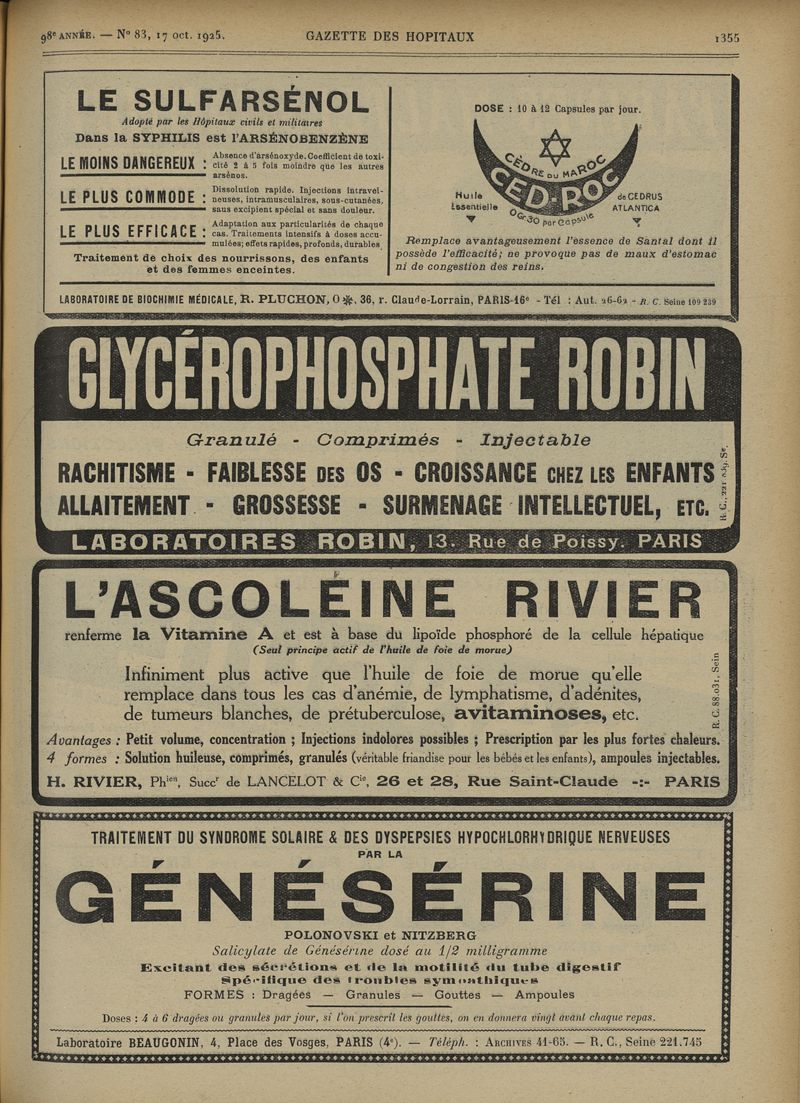 98e ANNÉE. — N° 83, 17 oct. 1925. GAZETTE DES HOPITAUX 1355
LE SULFARSÉNOL
Adopté par les Hôpitaux civils et militaires
Dans la SYPHILIS est l'ARSÉNOBENZÈNE
LE MOINS DANGEREUX : Absence d'arsénoxyde. Coefficient de toxi-
cité 2 à 5 fois moindre que les autres
arsénos.
LE PLUS COMMODE : Dissolution rapide. Injections intravei-
neuses, intramusculaires, sous-cutanées,
sans excipient spécial et sans douleur.
LE PLUS EFFICACE : Adaptation aux particularités de chaque
cas. Traitements intensifs à doses accu-
mulées; effets rapides, profonds, durables
Traitement de choix des nourrissons, des enfants
et des femmes enceintes.
DOSE : 10 à 12 Capsules par jour.
CÈDRE DU MAROC
CED-ROC
Huile
Essentielle
de CEDRUS
ATLANTICA
0Gr30 par Capsule
Remplace avantageusement l'essence de Santal dont il
possède l'efficacité; ne provoque pas de maux d'estomac
ni de congestion des reins.
LABORATOIRE DE BIOCHIMIE MÉDICALE, R. PLUCHON, O ✻, 36, r. Claude-Lorrain, PARIS-16e - Tél : Aut. 26-62 - R. C. Seine 109 239
GLYCÉROPHOSPHATE ROBIN
Granulé - Comprimés - Injectable
RACHITISME - FAIBLESSE DES OS - CROISSANCE CHEZ LES ENFANTS
ALLAITEMENT - GROSSESSE - SURMENAGE INTELLECTUEL, ETC.
LABORATOIRES ROBIN, 13. Rue de Poissy. PARIS
L'ASCOLÉINE RIVIER
renferme la Vitamine A et est à base du lipoïde phosphoré de la cellule hépatique
(Seul principe actif de l'huile de foie de morue)
Infiniment plus active que l'huile de foie de morue qu'elle
remplace dans tous les cas d'anémie, de lymphatisme, d'adénites,
de tumeurs blanches, de prétuberculose, avitaminoses, etc.
R. C. 88.031, Sein
Avantages : Petit volume, concentration ; Injections indolores possibles ; Prescription par les plus fortes chaleurs.
4 formes : Solution huileuse, comprimés, granulés (véritable friandise pour les bébés et les enfants), ampoules injectables.
H. RIVIER, Phien, Succr de LANCELOT & Cie, 26 et 28, Rue Saint-Claude -:- PARIS
TRAITEMENT DU SYNDROME SOLAIRE & DES DYSPEPSIES HYPOCHLORHYDRIQUE NERVEUSES
PAR LA
GÉNÉSÉRINE
POLONOVSKI et NITZBERG
Salicylate de Génésérine dosé au 1/2 milligramme
Excitant des sécrétions et de la motilité du tube digestif
Spécifique des troubles sympathiques
FORMES : Dragées — Granules — Gouttes — Ampoules
Doses : 4 à 6 dragées ou granules par jour, si l'on prescrit les gouttes, on en donnera vingt avant chaque repas.
Laboratoire BEAUGONIN, 4, Place des Vosges, PARIS (4e). — Téléph. : ARCHIVES 41-65. — R. C., Seine 221.745